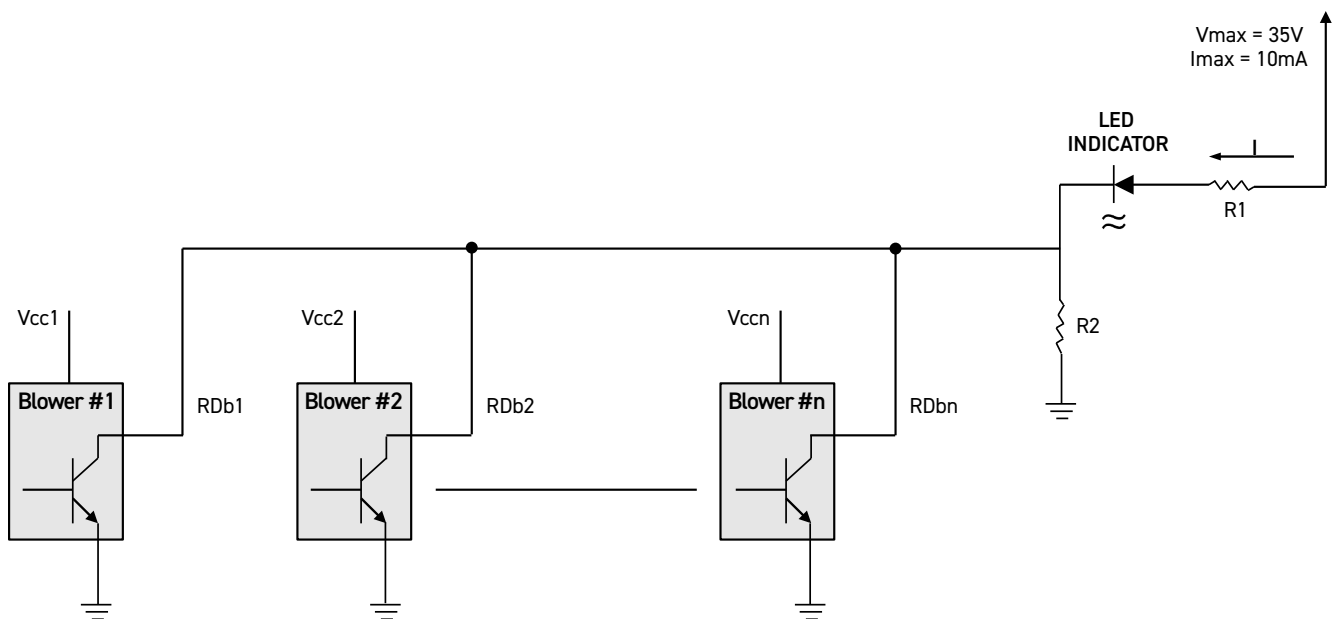 Vmax = 35V
Imax = 10mA
LED
INDICATOR
I
R1
≈
Vcc1
Vcc2
Vccn
R2
Blower #1
RDb1
Blower #2
RDb2
Blower #n
RDbn